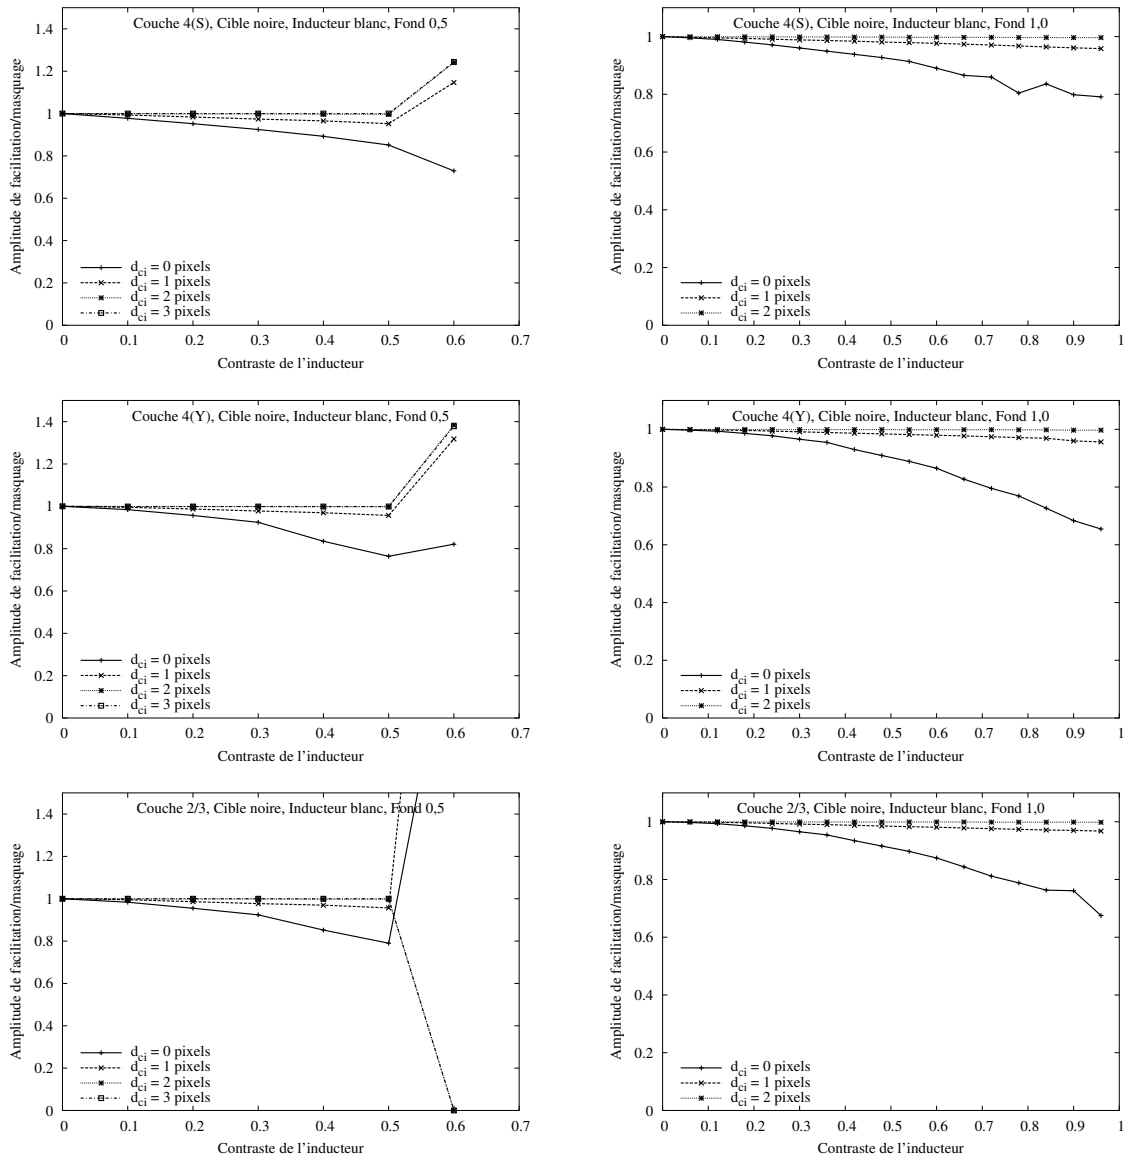 Couche 4(S), Cible noire, Inducteur blanc, Fond 0,5
Amplitude de facilitation/masquage
1.4
1.2
1
0.8
0.6
0.4
0.2
0
d_ci = 0 pixels
d_ci = 1 pixels
d_ci = 2 pixels
d_ci = 3 pixels
0 0.1 0.2 0.3 0.4 0.5 0.6 0.7
Contraste de l'inducteur
Couche 4(S), Cible noire, Inducteur blanc, Fond 1,0
Amplitude de facilitation/masquage
1
0.8
0.6
0.4
0.2
0
d_ci = 0 pixels
d_ci = 1 pixels
d_ci = 2 pixels
0 0.1 0.2 0.3 0.4 0.5 0.6 0.7 0.8 0.9 1
Contraste de l'inducteur
Couche 4(Y), Cible noire, Inducteur blanc, Fond 0,5
Amplitude de facilitation/masquage
1.4
1.2
1
0.8
0.6
0.4
0.2
0
d_ci = 0 pixels
d_ci = 1 pixels
d_ci = 2 pixels
d_ci = 3 pixels
0 0.1 0.2 0.3 0.4 0.5 0.6 0.7
Contraste de l'inducteur
Couche 4(Y), Cible noire, Inducteur blanc, Fond 1,0
Amplitude de facilitation/masquage
1
0.8
0.6
0.4
0.2
0
d_ci = 0 pixels
d_ci = 1 pixels
d_ci = 2 pixels
0 0.1 0.2 0.3 0.4 0.5 0.6 0.7 0.8 0.9 1
Contraste de l'inducteur
Couche 2/3, Cible noire, Inducteur blanc, Fond 0,5
Amplitude de facilitation/masquage
1.4
1.2
1
0.8
0.6
0.4
0.2
0
d_ci = 0 pixels
d_ci = 1 pixels
d_ci = 2 pixels
d_ci = 3 pixels
0 0.1 0.2 0.3 0.4 0.5 0.6 0.7
Contraste de l'inducteur
Couche 2/3, Cible noire, Inducteur blanc, Fond 1,0
Amplitude de facilitation/masquage
1
0.8
0.6
0.4
0.2
0
d_ci = 0 pixels
d_ci = 1 pixels
d_ci = 2 pixels
0 0.1 0.2 0.3 0.4 0.5 0.6 0.7 0.8 0.9 1
Contraste de l'inducteur